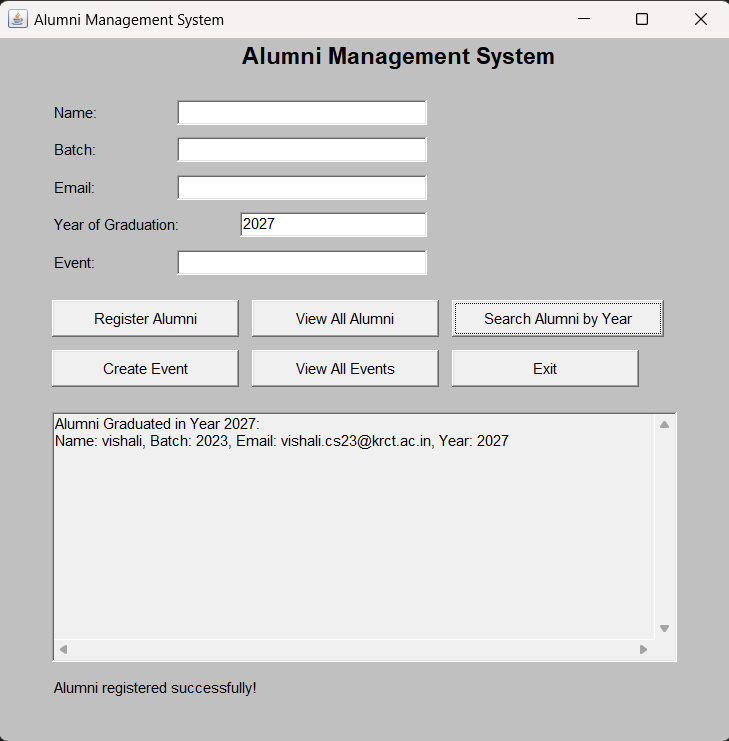 Alumni Management System
Alumni Management System
Name:
Batch:
Email:
Year of Graduation: 2027
Event:
Register Alumni View All Alumni Search Alumni by Year
Create Event View All Events Exit
Alumni Graduated in Year 2027:
Name: vishali, Batch: 2023, Email: vishali.cs23@krct.ac.in, Year: 2027
Alumni registered successfully!